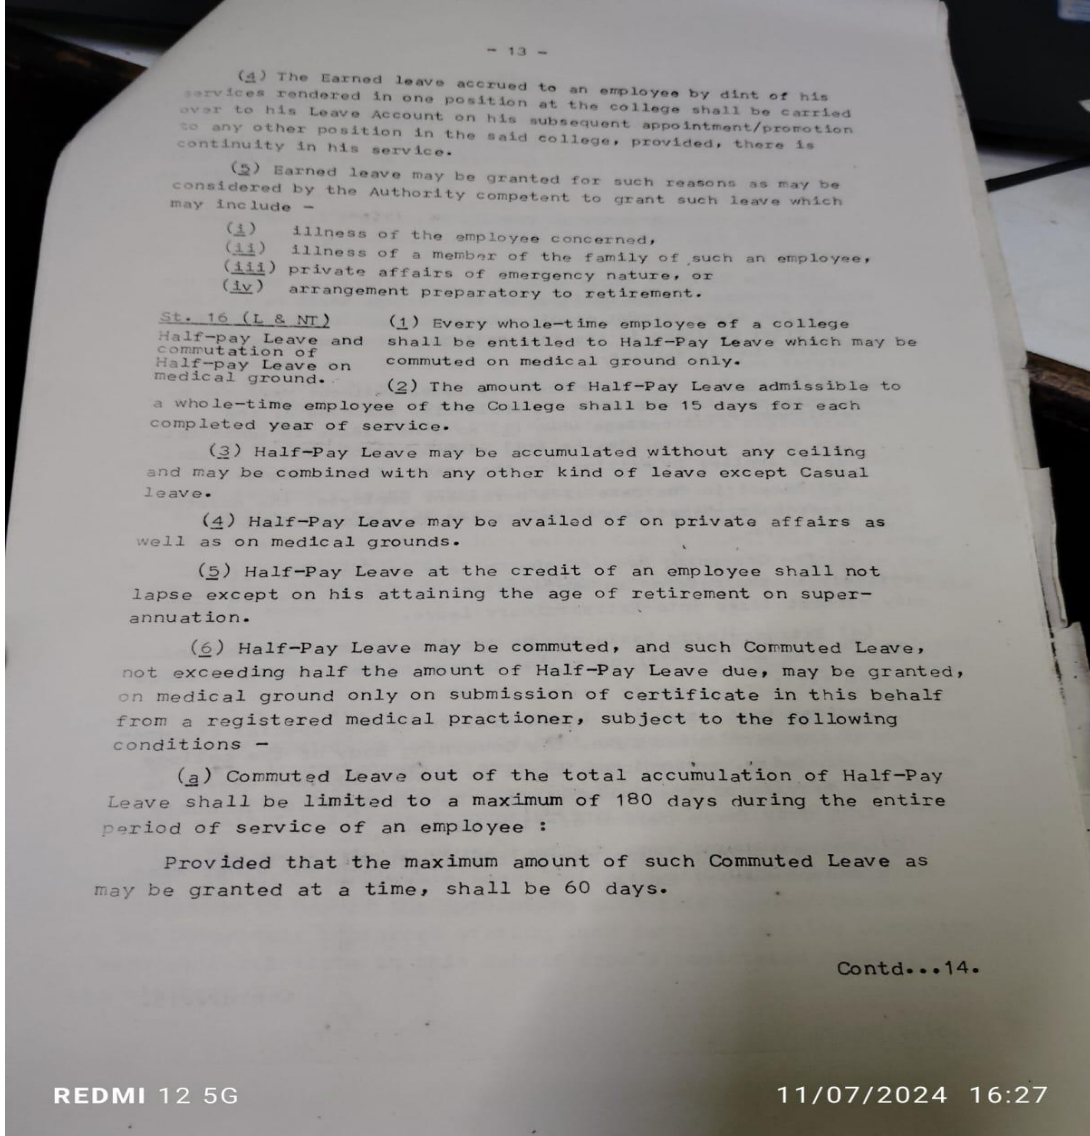 - 13 -
(4) The Earned leave accrued to an employee by dint of his
services rendered in one position at the college shall be carried
over to his Leave Account on his subsequent appointment/promotion
to any other position in the said college, provided, there is
continuity in his service.
(5) Earned leave may be granted for such reasons as may be
considered by the Authority competent to grant such leave which
may include -
(i) illness of the employee concerned,
(ii) illness of a member of the family of such an employee,
(iii) private affairs of emergency nature, or
(iv) arrangement preparatory to retirement.
St. 16 (L & NT)
Half-pay Leave and
commutation of
Half-pay Leave on
medical ground.
(1) Every whole-time employee of a college
shall be entitled to Half-Pay Leave which may be
commuted on medical ground only.
(2) The amount of Half-Pay Leave admissible to
a whole-time employee of the College shall be 15 days for each
completed year of service.
(3) Half-Pay Leave may be accumulated without any ceiling
and may be combined with any other kind of leave except Casual
leave.
(4) Half-Pay Leave may be availed of on private affairs as
well as on medical grounds.
(5) Half-Pay Leave at the credit of an employee shall not
lapse except on his attaining the age of retirement on super-
annuation.
(6) Half-Pay Leave may be commuted, and such Commuted Leave,
not exceeding half the amount of Half-Pay Leave due, may be granted,
on medical ground only on submission of certificate in this behalf
from a registered medical practioner, subject to the following
conditions -
(a) Commuted Leave out of the total accumulation of Half-Pay
Leave shall be limited to a maximum of 180 days during the entire
period of service of an employee :
Provided that the maximum amount of such Commuted Leave as
may be granted at a time, shall be 60 days.
Contd...14.
REDMI 12 5G
11/07/2024 16:27